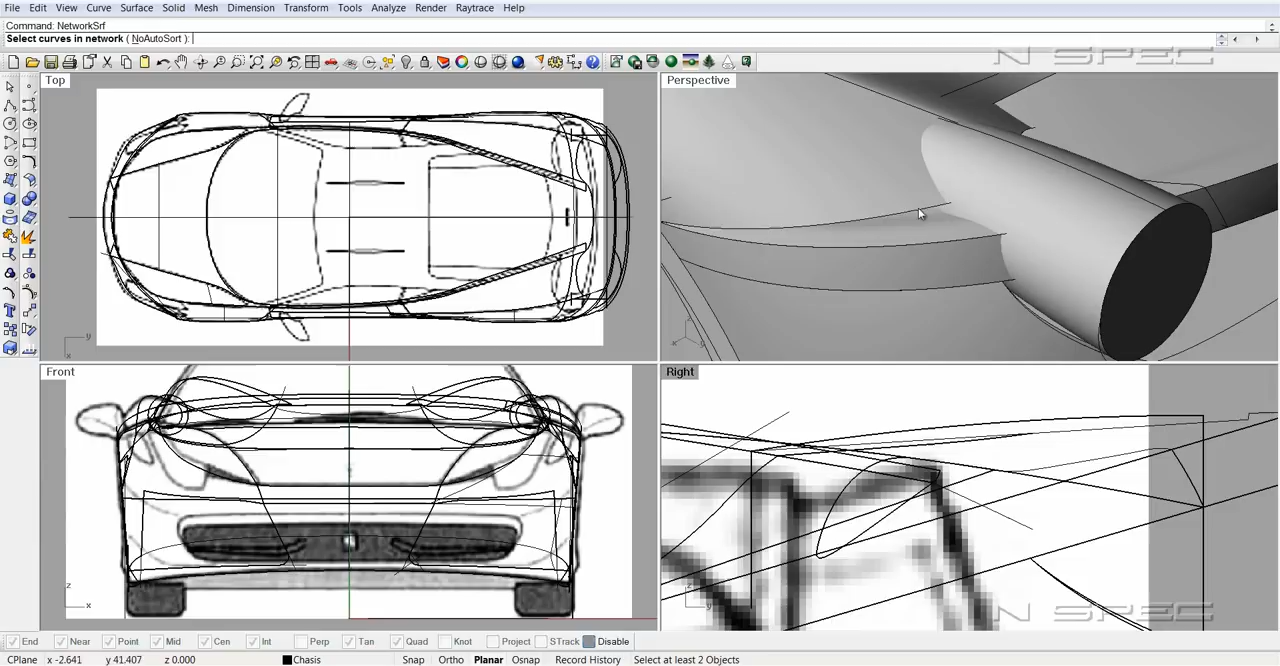 File Edit View Curve Surface Solid Mesh Dimension Transform Tools Analyze Render Raytrace Help
Command: NetworkSrf
Select curves in network ( NoAutoSort ):
N SPEC
Top
Perspective
Front
Right
N SPEC
End Near Point Mid Cen Int Perp Tan Quad Knot Project STrack Disable
CPlane x -2.641 y 41.407 z 0.000 Chasis Snap Ortho Planar Osnap Record History Select at least 2 Objects
y
x
z
x
z
y
z
x
y